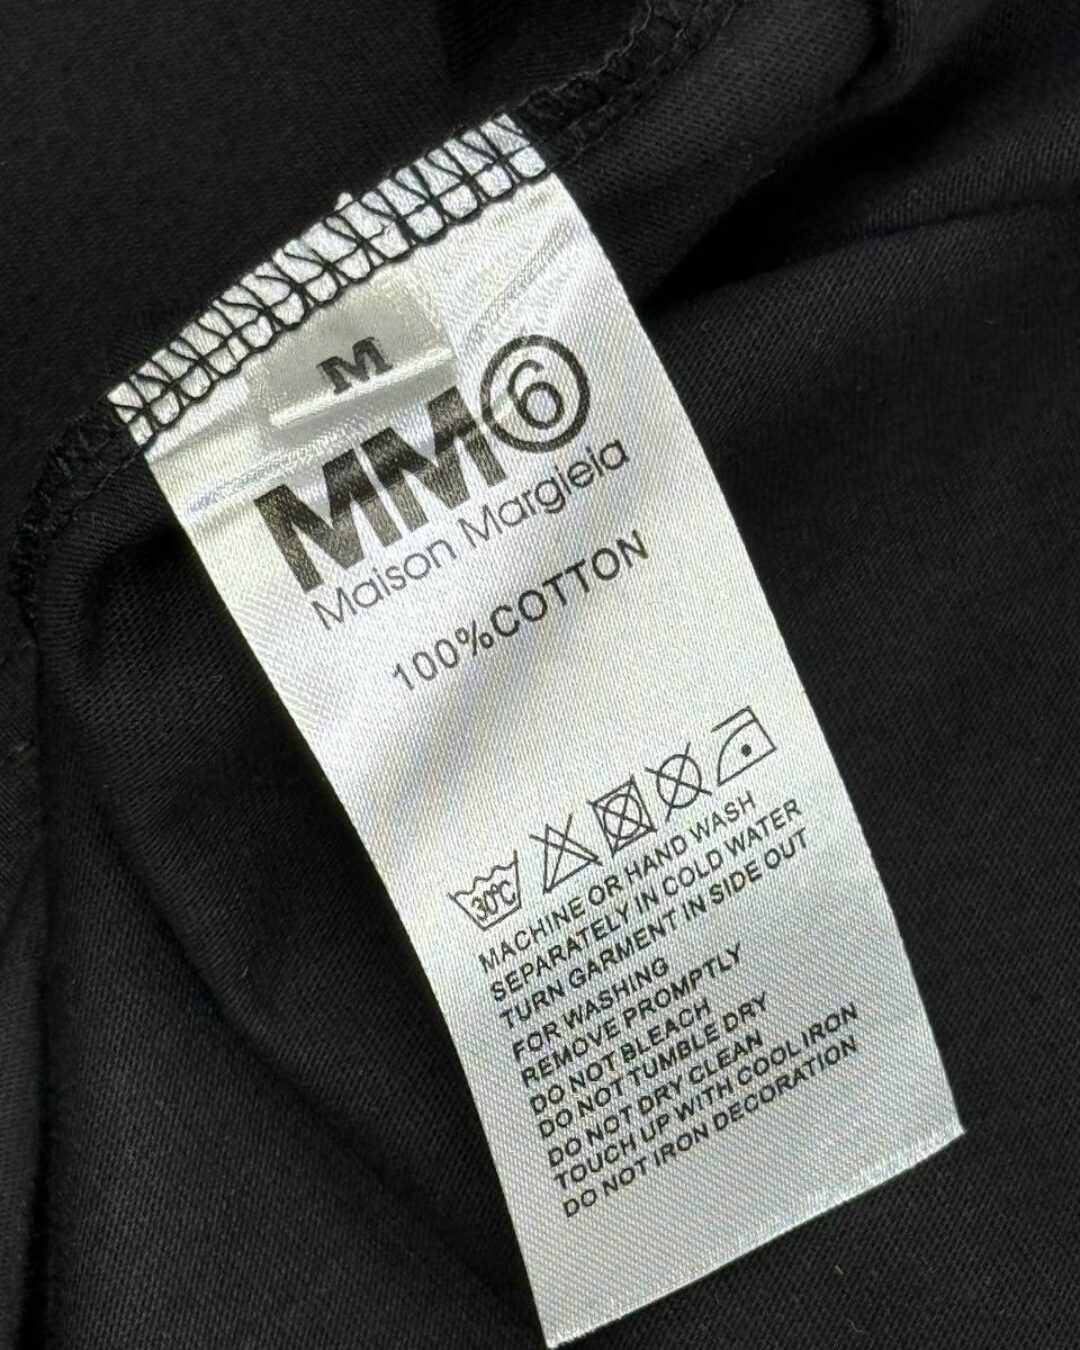 M
MM6
Maison Margiela
100%COTTON
30℃
MACHINE OR HAND WASH
SEPARATELY IN COLD WATER
TURN GARMENT IN SIDE OUT
FOR WASHING
REMOVE PROMPTLY
DO NOT BLEACH
DO NOT TUMBLE DRY
DO NOT DRY CLEAN
TOUCH UP WITH COOL IRON
DO NOT IRON DECORATION